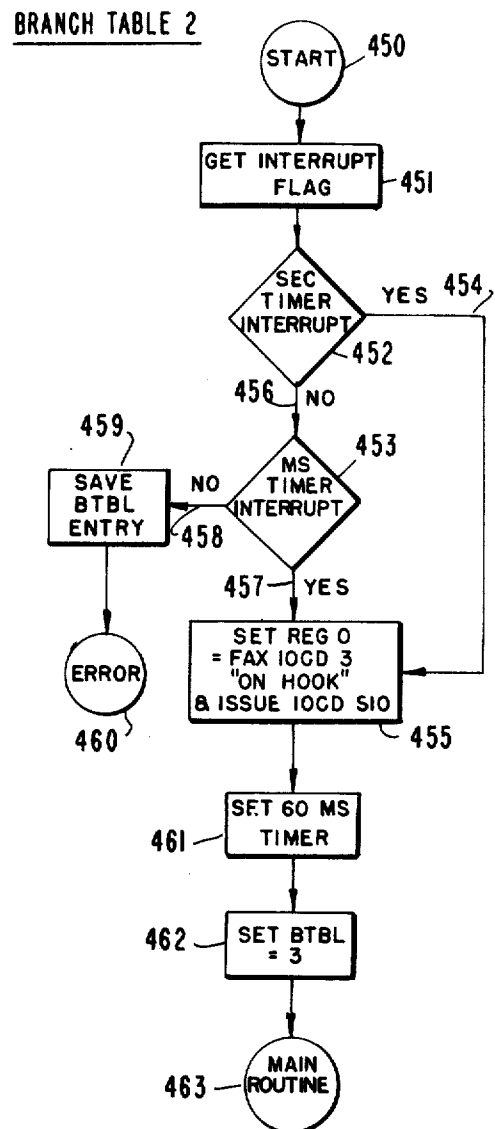 BRANCH TABLE 2
START
450
GET INTERRUPT
FLAG
451
SEC
TIMER
INTERRUPT
YES
454
452
456
NO
459
453
SAVE
BTBL
ENTRY
NO
458
MS
TIMER
INTERRUPT
457
YES
ERROR
460
SET REG 0
= FAX IOCD 3
"ON HOOK"
& ISSUE IOCD SIO
455
SET 60 MS
TIMER
461
SET BTBL
= 3
462
MAIN
ROUTINE
463